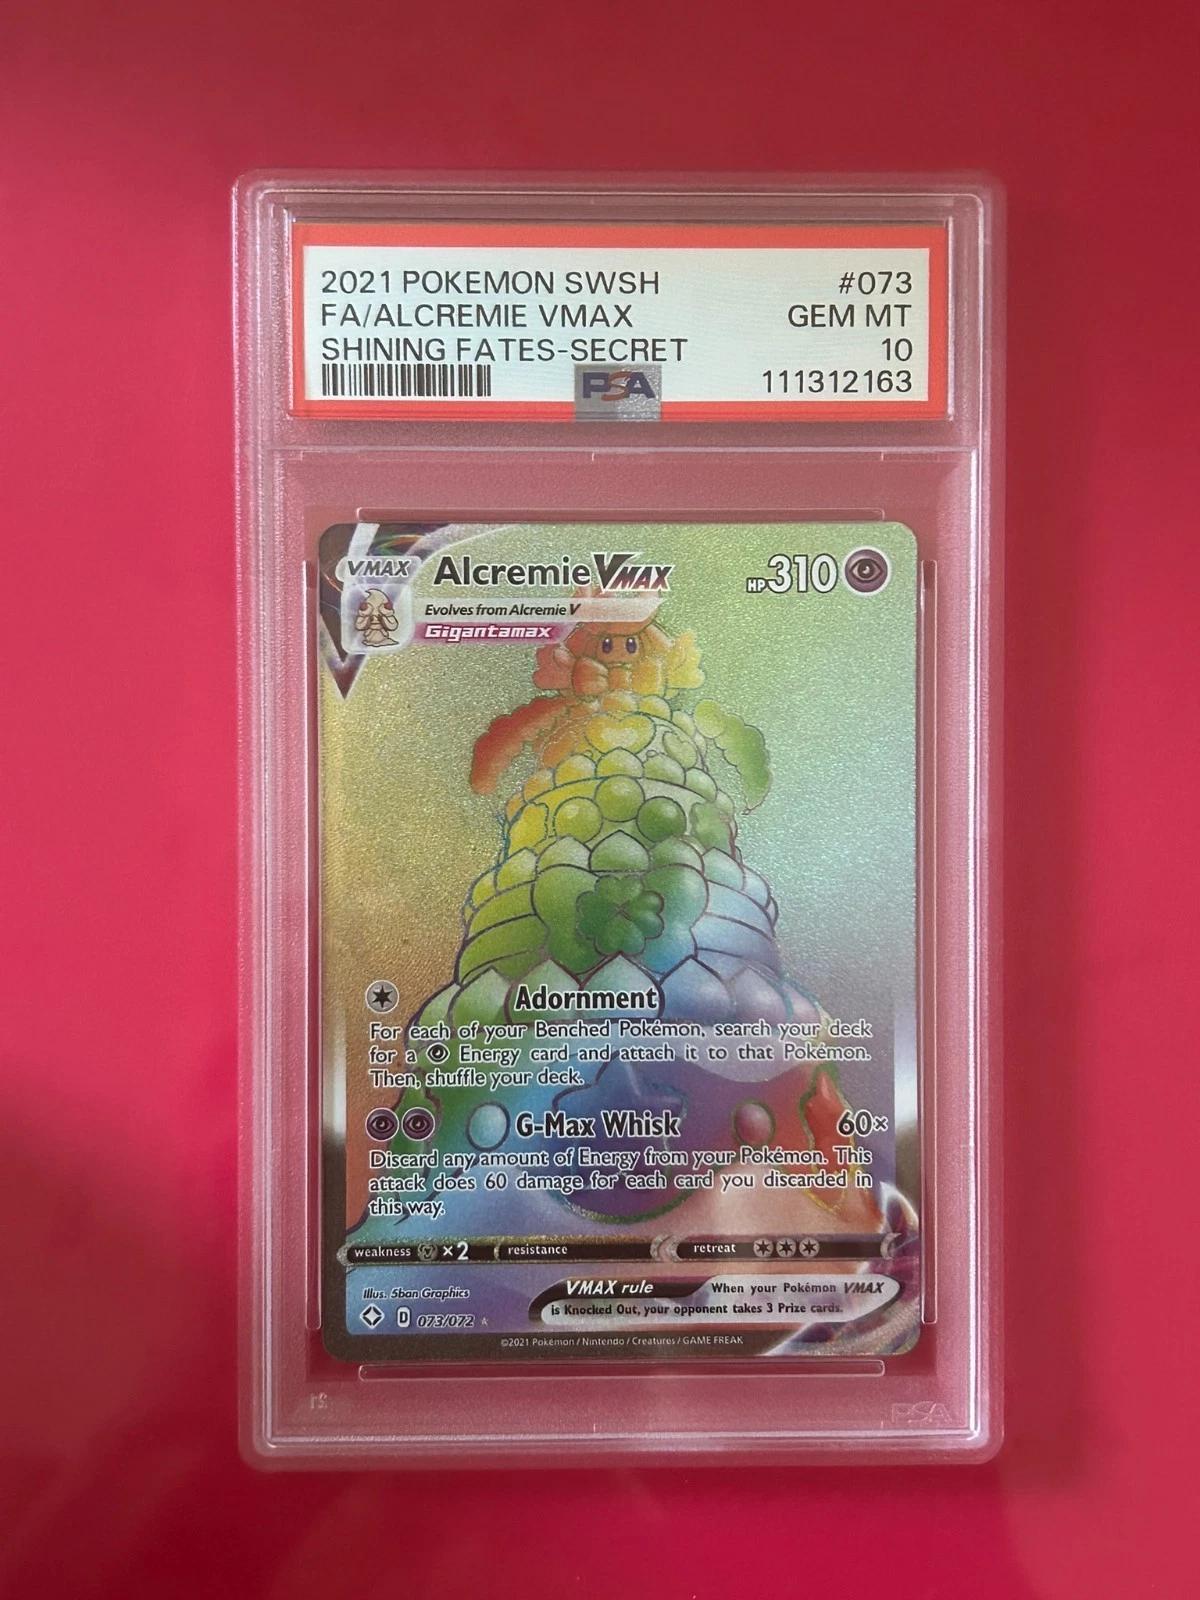 2021 POKEMON SWSH #073
FA/ALCREMIE VMAX GEM MT
SHINING FATES-SECRET 10
PSA 111312163
VMAX Alcremie VMAX HP 310
Evolves from Alcremie V
Gigantamax
Adornment
For each of your Benched Pokémon, search your deck
for a Energy card and attach it to that Pokémon.
Then, shuffle your deck.
G-Max Whisk 60×
Discard any amount of Energy from your Pokémon. This
attack does 60 damage for each card you discarded in
this way.
weakness ×2 resistance retreat
Illus. 5ban Graphics
VMAX rule When your Pokémon VMAX
is Knocked Out, your opponent takes 3 Prize cards.
D 073/072
©2021 Pokémon / Nintendo / Creatures / GAME FREAK
PSA